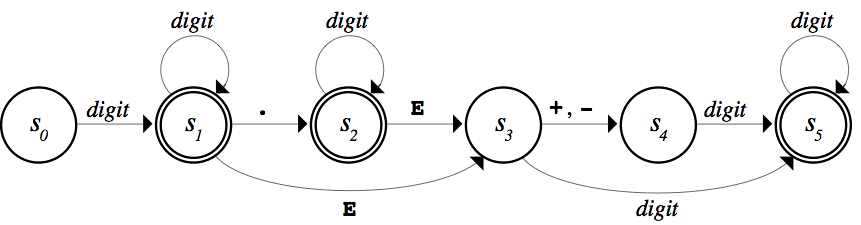 digit digit digit
s0 digit s1 . s2 E s3 +,- s4 digit s5
E digit